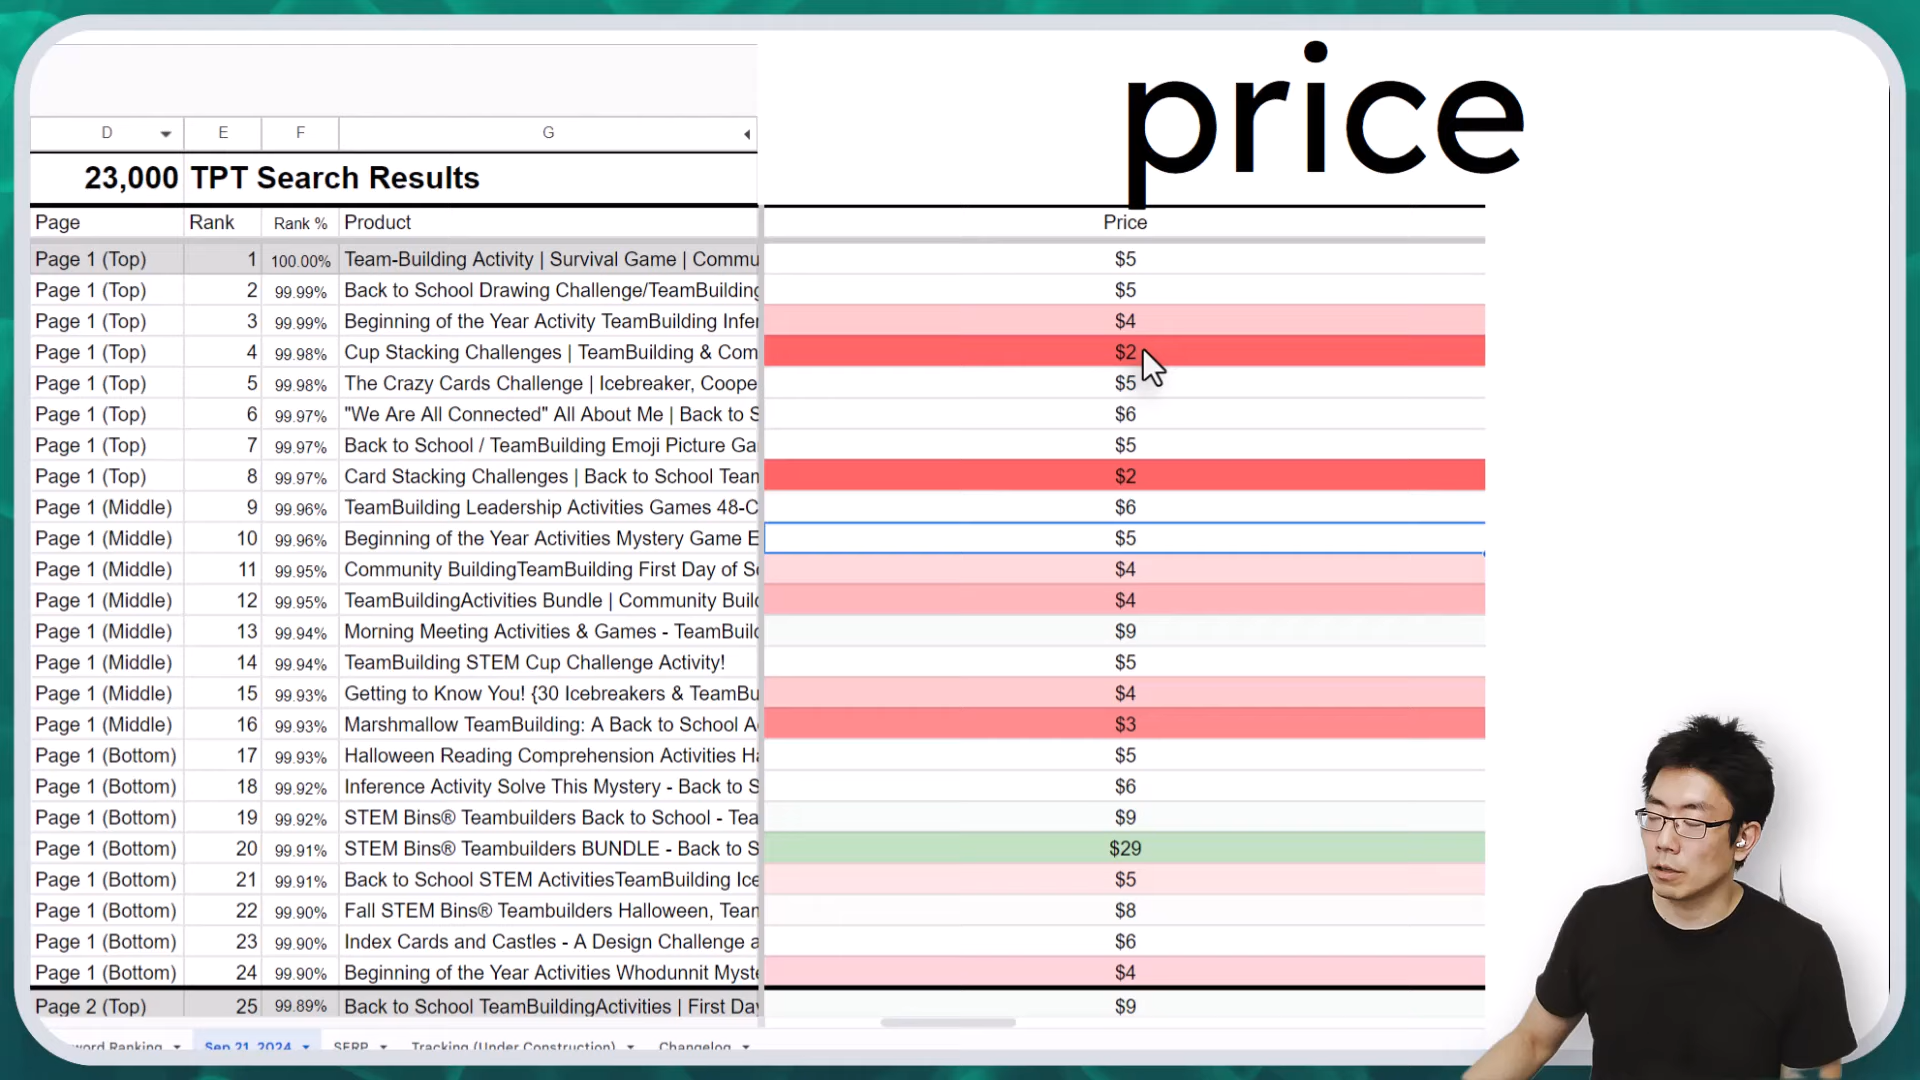 price
D E F G
23,000 TPT Search Results
Page Rank Rank % Product Price
Page 1 (Top) 1 100.00% Team-Building Activity | Survival Game | Commu $5
Page 1 (Top) 2 99.99% Back to School Drawing Challenge/TeamBuilding $5
Page 1 (Top) 3 99.99% Beginning of the Year Activity TeamBuilding Infer $4
Page 1 (Top) 4 99.98% Cup Stacking Challenges | TeamBuilding & Com $2
Page 1 (Top) 5 99.98% The Crazy Cards Challenge | Icebreaker, Coope $5
Page 1 (Top) 6 99.97% "We Are All Connected" All About Me | Back to S $6
Page 1 (Top) 7 99.97% Back to School / TeamBuilding Emoji Picture Ga $5
Page 1 (Top) 8 99.97% Card Stacking Challenges | Back to School Team $2
Page 1 (Middle) 9 99.96% TeamBuilding Leadership Activities Games 48-C $6
Page 1 (Middle) 10 99.96% Beginning of the Year Activities Mystery Game E $5
Page 1 (Middle) 11 99.95% Community BuildingTeamBuilding First Day of Sc $4
Page 1 (Middle) 12 99.95% TeamBuildingActivities Bundle | Community Build $4
Page 1 (Middle) 13 99.94% Morning Meeting Activities & Games - TeamBuild $9
Page 1 (Middle) 14 99.94% TeamBuilding STEM Cup Challenge Activity! $5
Page 1 (Middle) 15 99.93% Getting to Know You! {30 Icebreakers & TeamBu $4
Page 1 (Middle) 16 99.93% Marshmallow TeamBuilding: A Back to School A $3
Page 1 (Bottom) 17 99.93% Halloween Reading Comprehension Activities Ha $5
Page 1 (Bottom) 18 99.92% Inference Activity Solve This Mystery - Back to S $6
Page 1 (Bottom) 19 99.92% STEM Bins® Teambuilders Back to School - Tea $9
Page 1 (Bottom) 20 99.91% STEM Bins® Teambuilders BUNDLE - Back to S $29
Page 1 (Bottom) 21 99.91% Back to School STEM ActivitiesTeamBuilding Ice $5
Page 1 (Bottom) 22 99.90% Fall STEM Bins® Teambuilders Halloween, Team $8
Page 1 (Bottom) 23 99.90% Index Cards and Castles - A Design Challenge a $6
Page 1 (Bottom) 24 99.90% Beginning of the Year Activities Whodunnit Myste $4
Page 2 (Top) 25 99.89% Back to School TeamBuildingActivities | First Day $9
word Ranking Sep 21, 2024 SERP Tracking (Under Construction) Changelog